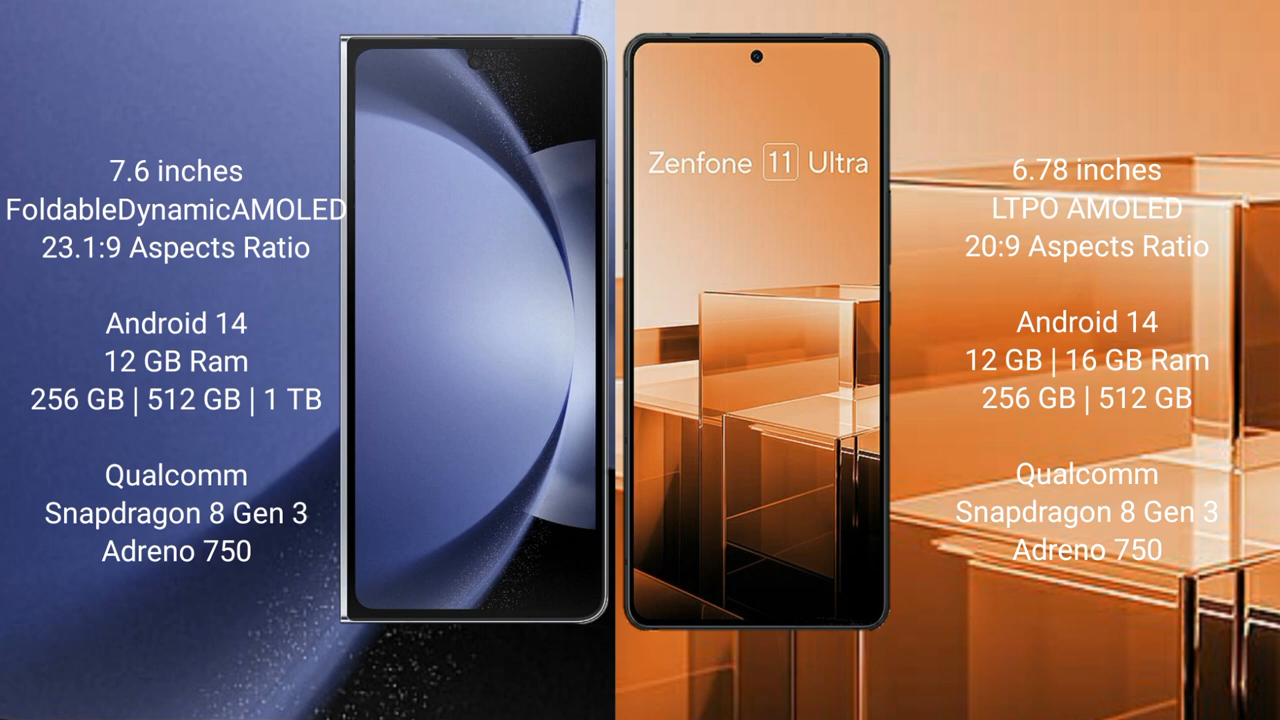 7.6 inches
FoldableDynamicAMOLED
23.1:9 Aspects Ratio
Android 14
12 GB Ram
256 GB | 512 GB | 1 TB
Qualcomm
Snapdragon 8 Gen 3
Adreno 750
Zenfone 11 Ultra
6.78 inches
LTPO AMOLED
20:9 Aspects Ratio
Android 14
12 GB | 16 GB Ram
256 GB | 512 GB
Qualcomm
Snapdragon 8 Gen 3
Adreno 750